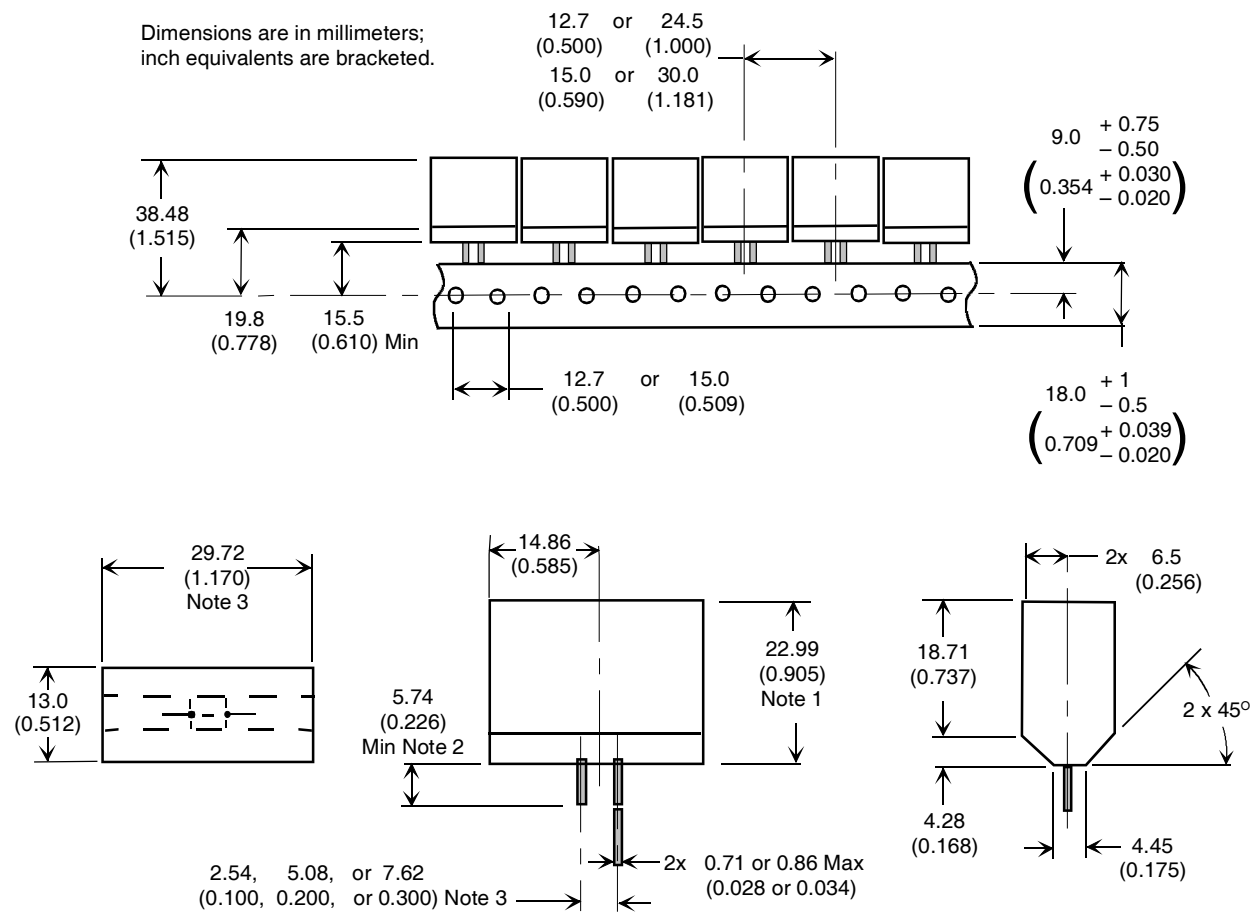 Dimensions are in millimeters;
inch equivalents are bracketed.
12.7 or 24.5
(0.500) (1.000)
15.0 or 30.0
(0.590) (1.181)
9.0 + 0.75
– 0.50
(0.354 + 0.030
– 0.020)
38.48
(1.515)
19.8
(0.778)
15.5
(0.610) Min
12.7 or 15.0
(0.500) (0.509)
18.0 + 1
– 0.5
(0.709 + 0.039
– 0.020)
29.72
(1.170)
Note 3
13.0
(0.512)
14.86
(0.585)
22.99
(0.905)
Note 1
5.74
(0.226)
Min Note 2
2.54, 5.08, or 7.62
(0.100, 0.200, or 0.300) Note 3
2x 0.71 or 0.86 Max
(0.028 or 0.034)
2x 6.5
(0.256)
18.71
(0.737)
2 x 45º
4.28
(0.168)
4.45
(0.175)